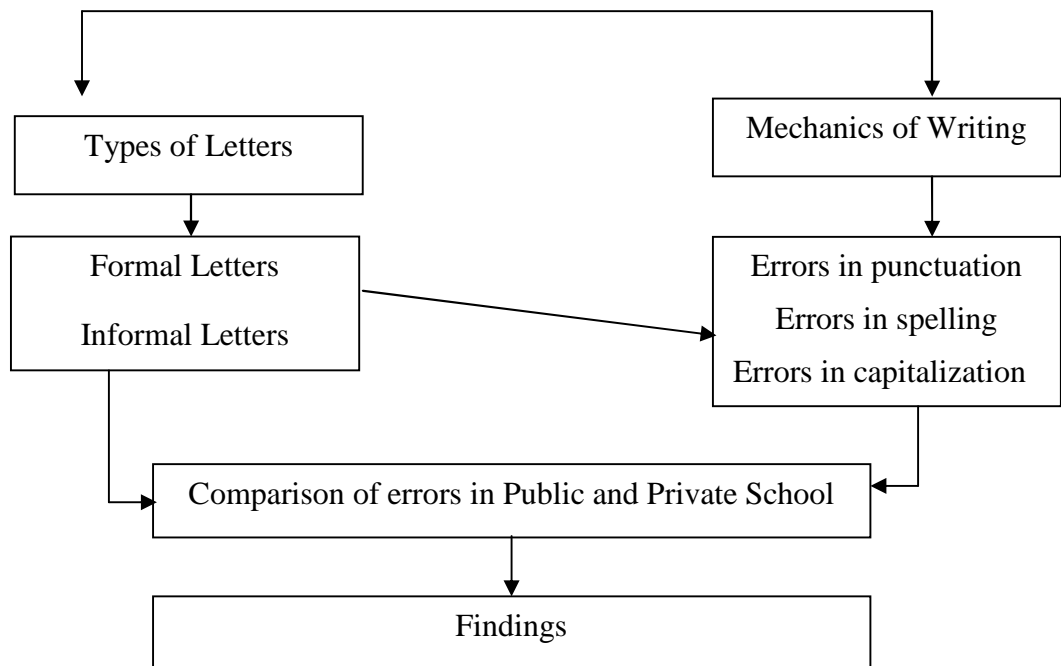 Types of Letters
Mechanics of Writing
Formal Letters
Informal Letters
Errors in punctuation
Errors in spelling
Errors in capitalization
Comparison of errors in Public and Private School
Findings